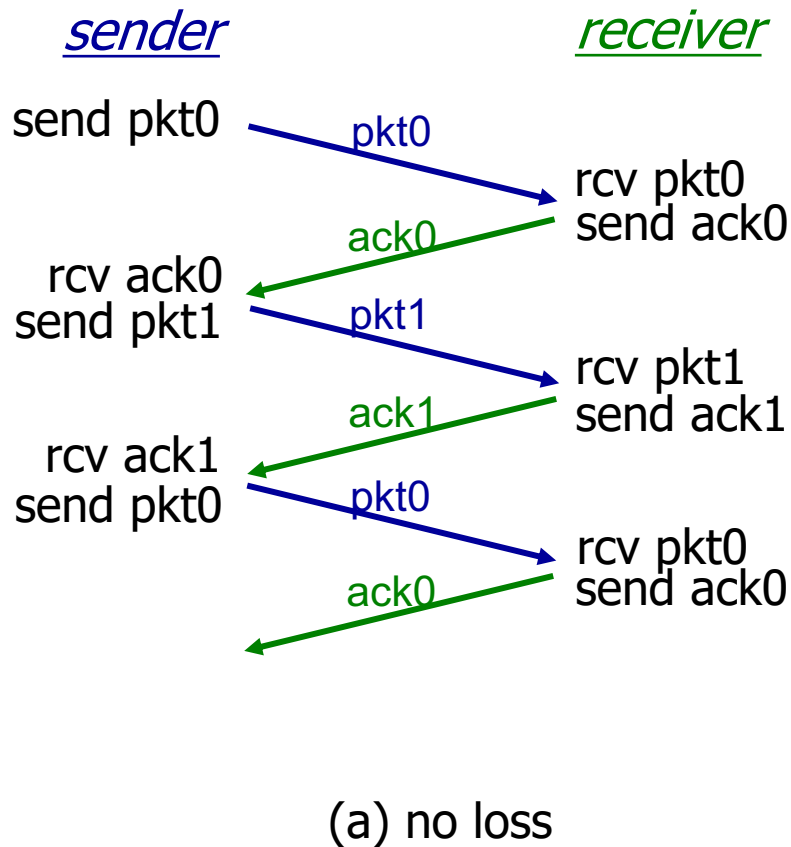 sender
receiver
send pkt0
pkt0
rcv pkt0
send ack0
ack0
rcv ack0
send pkt1
pkt1
rcv pkt1
send ack1
ack1
rcv ack1
send pkt0
pkt0
rcv pkt0
send ack0
ack0
(a) no loss